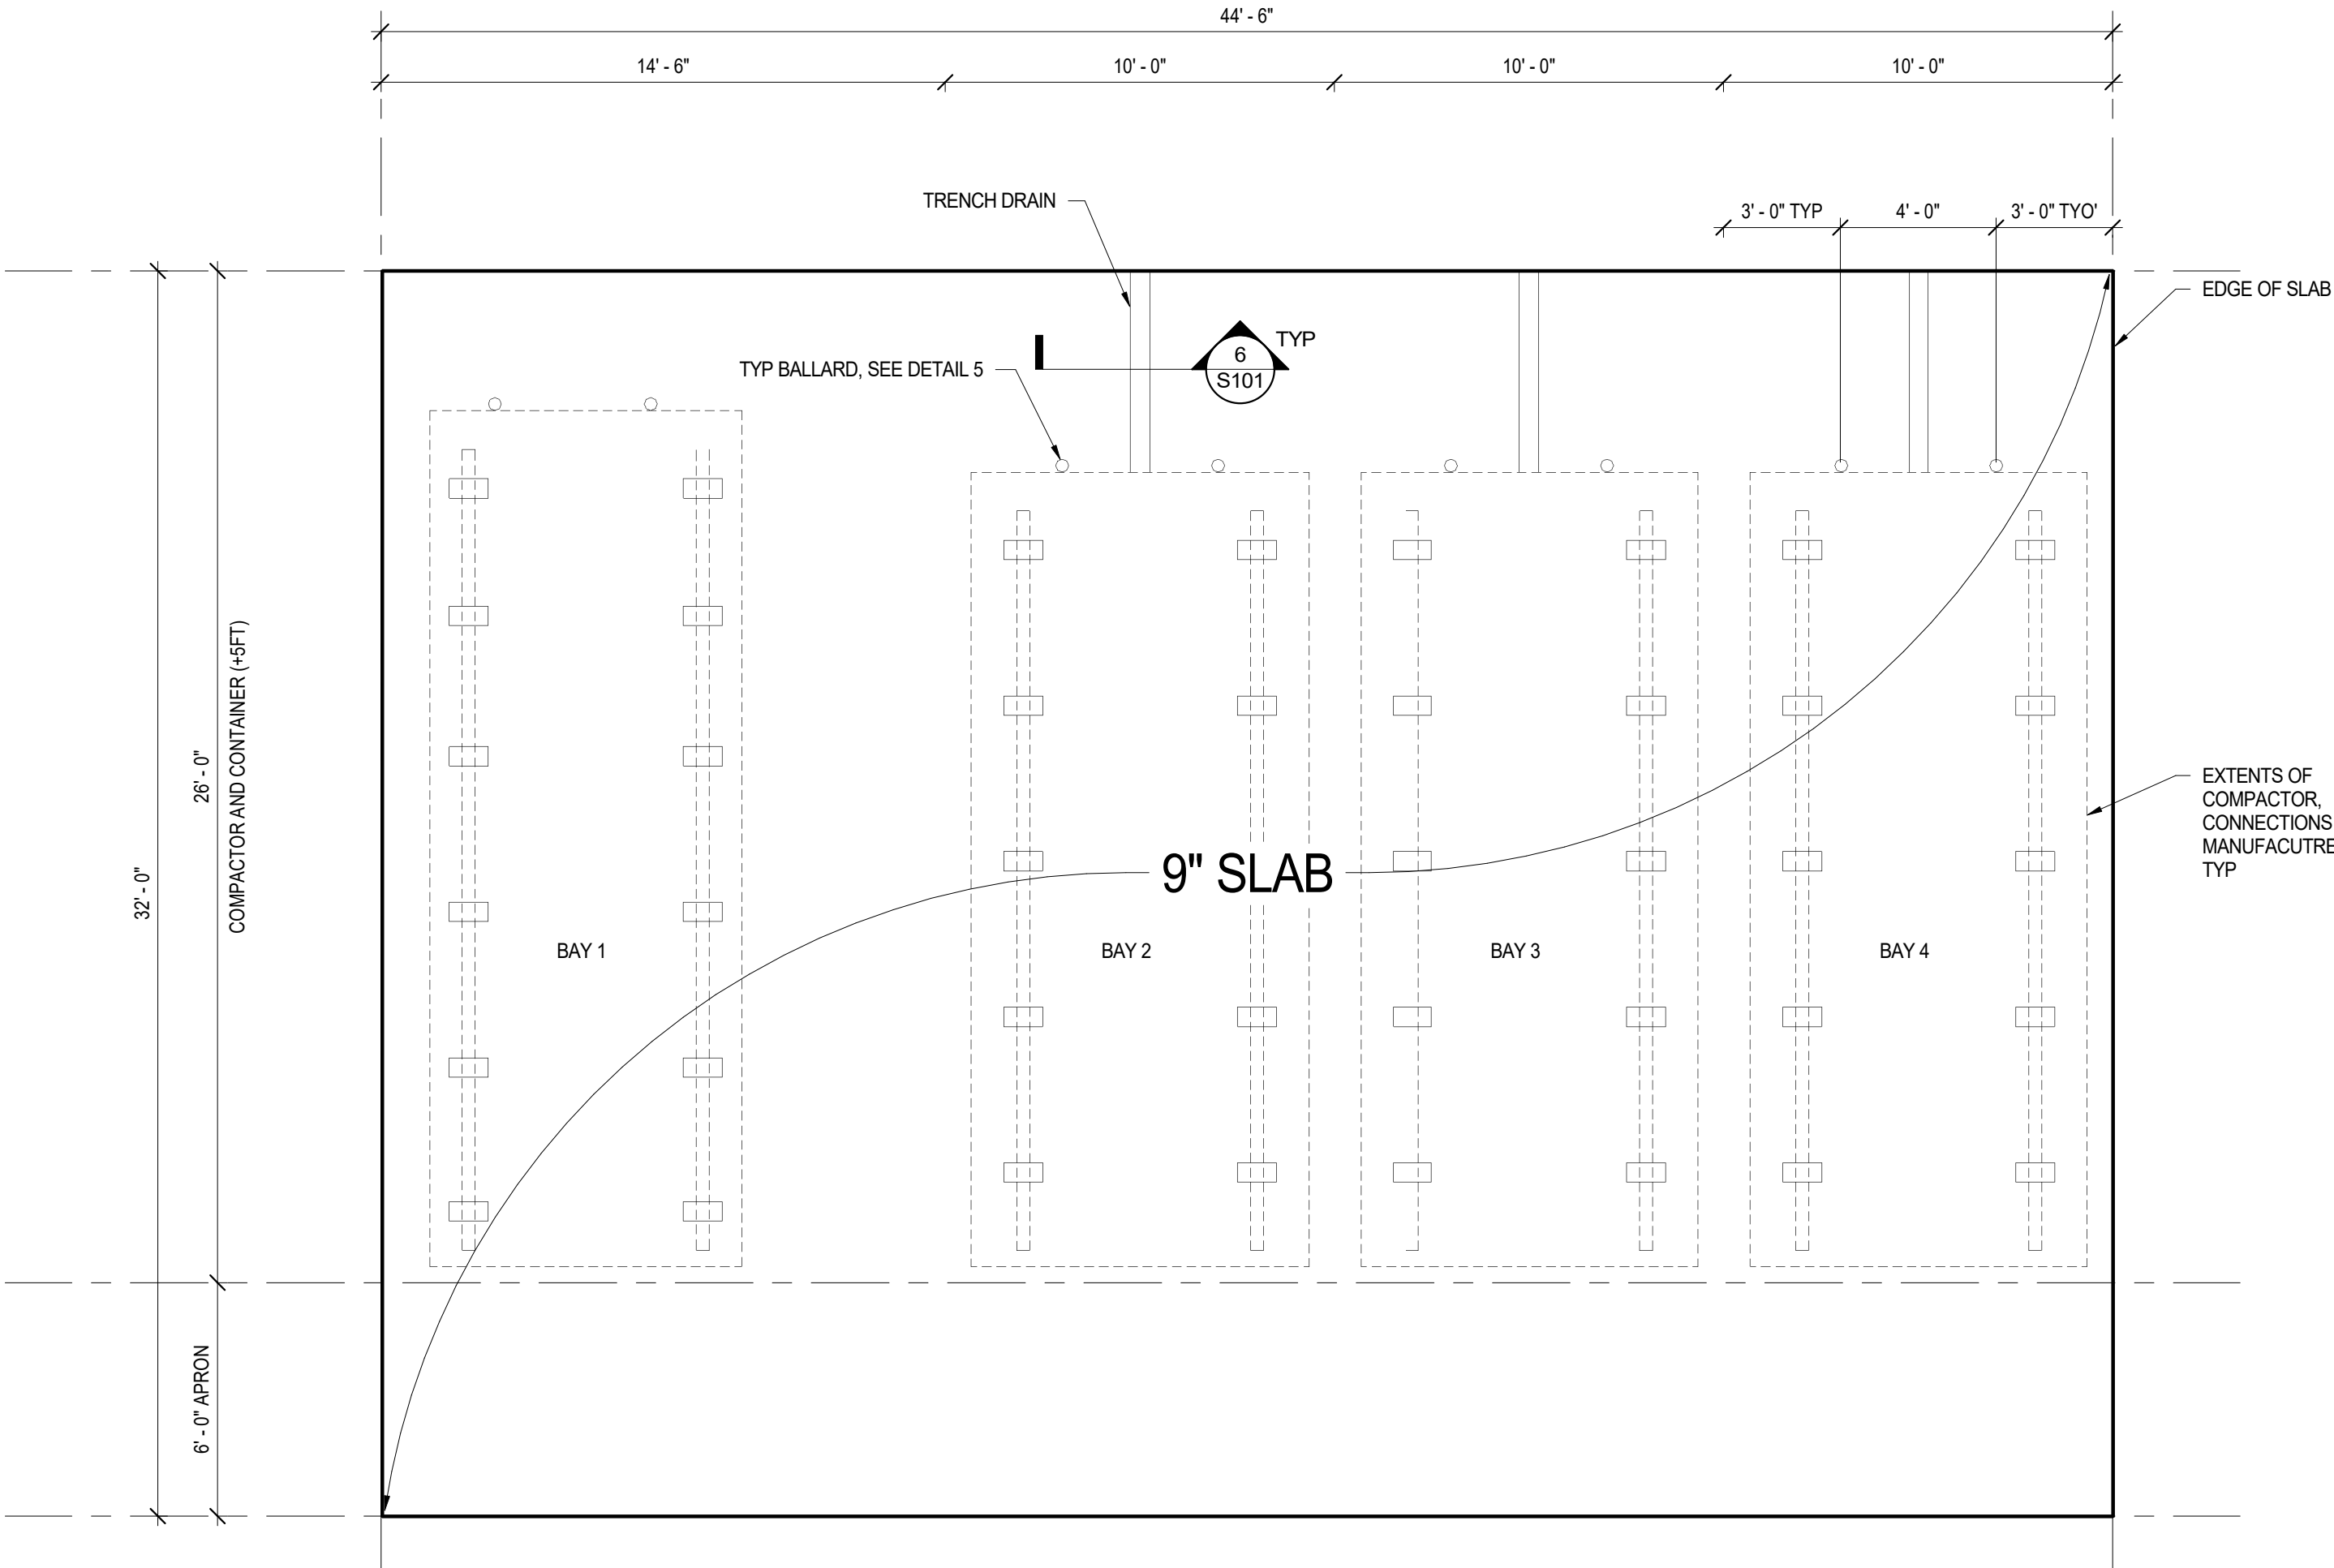 44' - 6"
14' - 6"
10' - 0"
10' - 0"
10' - 0"
TRENCH DRAIN
3' - 0" TYP
4' - 0"
3' - 0" TYO'
EDGE OF SLAB
TYP
6
S101
TYP BALLARD, SEE DETAIL 5
26' - 0"
COMPACTOR AND CONTAINER (+5FT)
32' - 0"
EXTENTS OF
COMPACTOR,
CONNECTIONS
MANUFACUTRE
TYP
9" SLAB
BAY 1
BAY 2
BAY 3
BAY 4
6' - 0" APRON